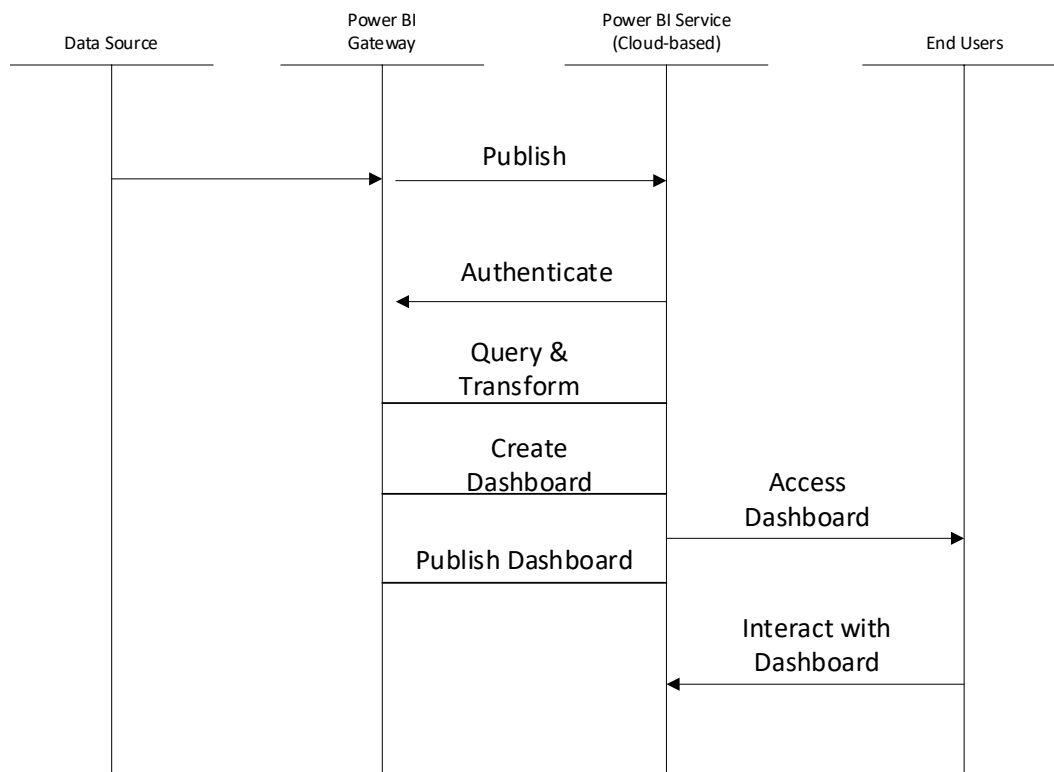 Data Source
Power BI
Gateway
Power BI Service
(Cloud-based)
End Users
Publish
Authenticate
Query &
Transform
Create
Dashboard
Access
Dashboard
Publish Dashboard
Interact with
Dashboard